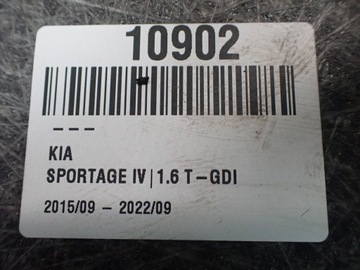 10902
---
KIA
SPORTAGE IV|1.6 T-GDI
2015/09 - 2022/09